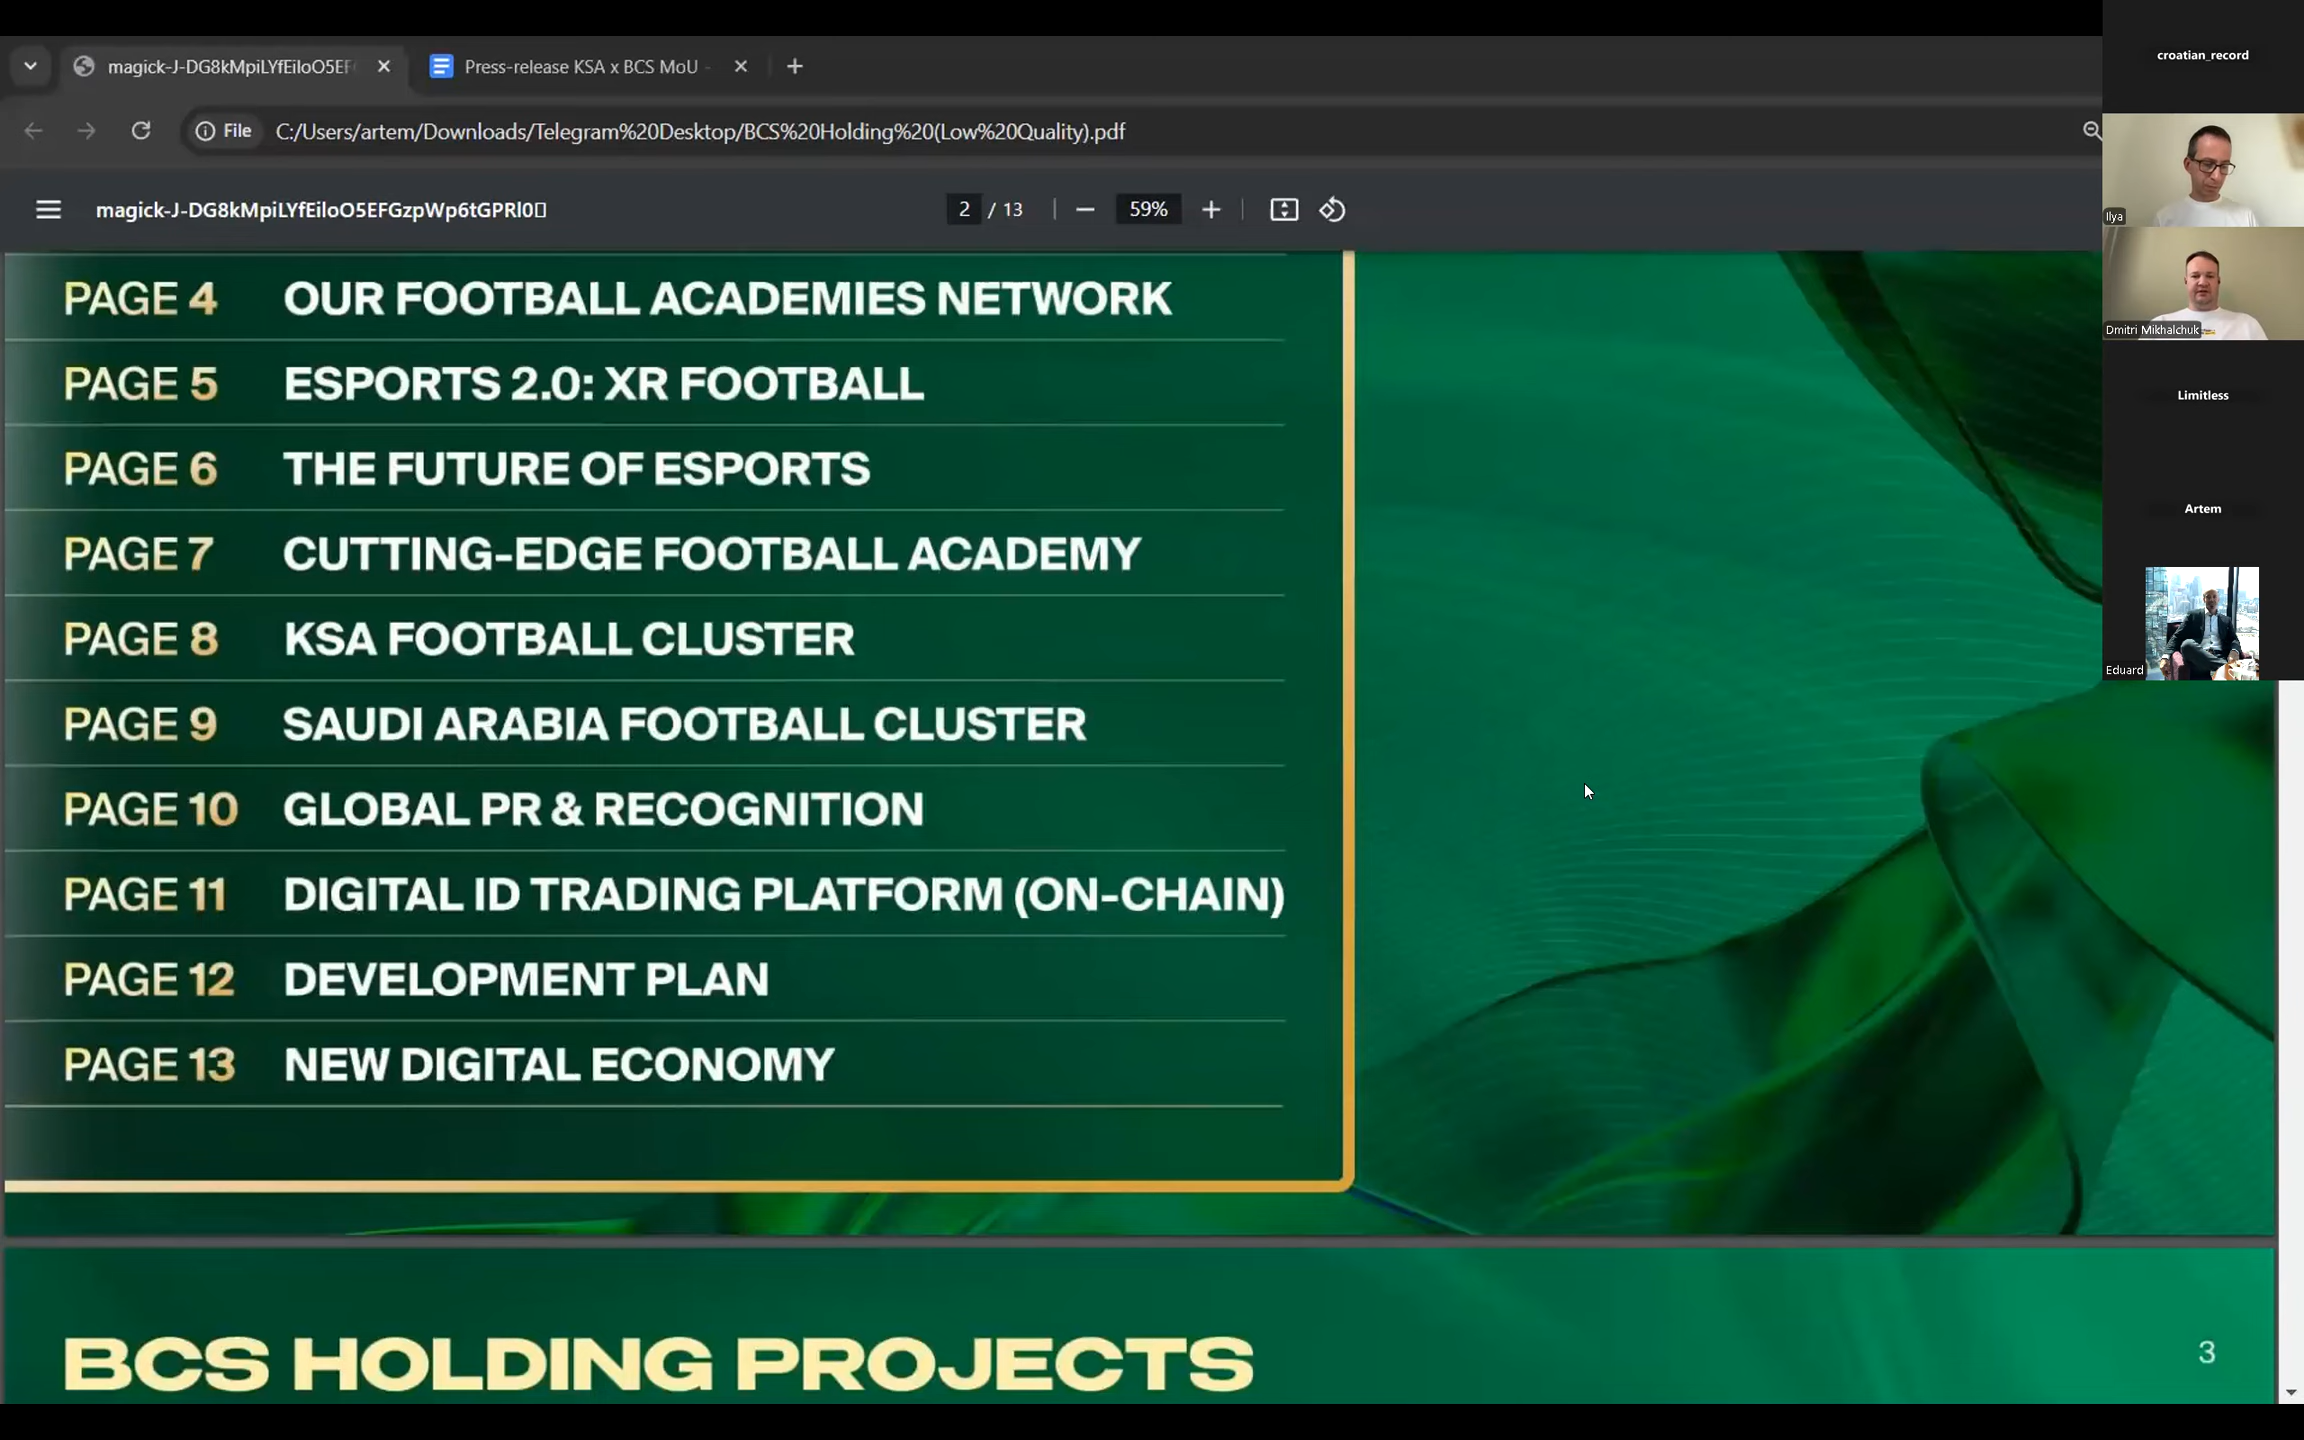 croatian_record
magick-J-DG8kMpiLYfEiloO5EF
Press-release KSA x BCS MoU -
File
C:/Users/artem/Downloads/Telegram%20Desktop/BCS%20Holding%20(Low%20Quality).pdf
magick-J-DG8kMpiLYfEiloO5EFGzpWp6tGPRl0
2 / 13
59%
Ilya
Dmitri Mikhalchuk
Limitless
Artem
Eduard
PAGE 4 OUR FOOTBALL ACADEMIES NETWORK
PAGE 5 ESPORTS 2.0: XR FOOTBALL
PAGE 6 THE FUTURE OF ESPORTS
PAGE 7 CUTTING-EDGE FOOTBALL ACADEMY
PAGE 8 KSA FOOTBALL CLUSTER
PAGE 9 SAUDI ARABIA FOOTBALL CLUSTER
PAGE 10 GLOBAL PR & RECOGNITION
PAGE 11 DIGITAL ID TRADING PLATFORM (ON-CHAIN)
PAGE 12 DEVELOPMENT PLAN
PAGE 13 NEW DIGITAL ECONOMY
BCS HOLDING PROJECTS
3